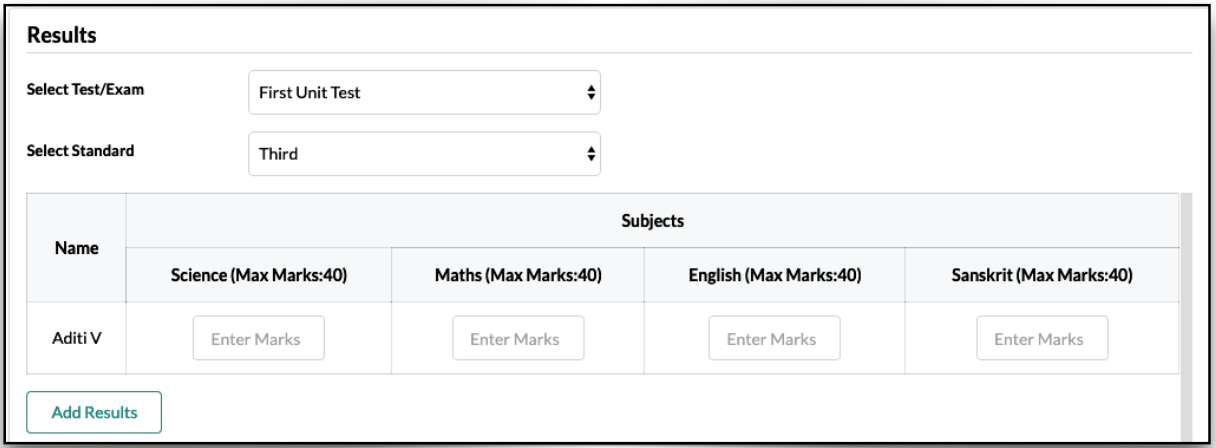 Results
Select Test/Exam First Unit Test
Select Standard Third
Name Subjects
Science (Max Marks:40) Maths (Max Marks:40) English (Max Marks:40) Sanskrit (Max Marks:40)
Aditi V Enter Marks Enter Marks Enter Marks Enter Marks
Add Results